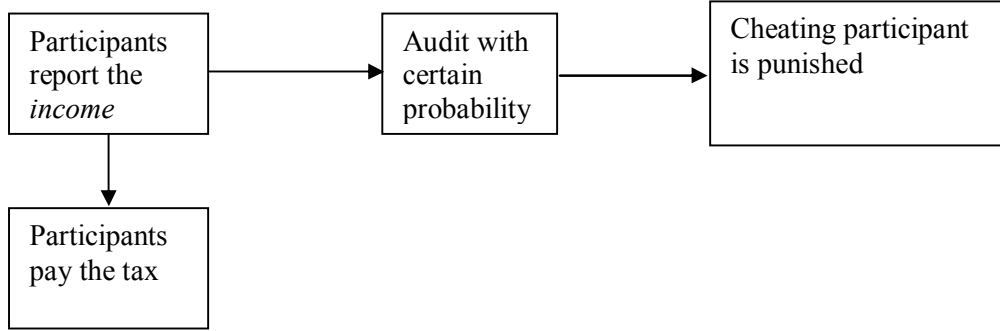 Participants
report the
income
Audit with
certain
probability
Cheating participant
is punished
Participants
pay the tax